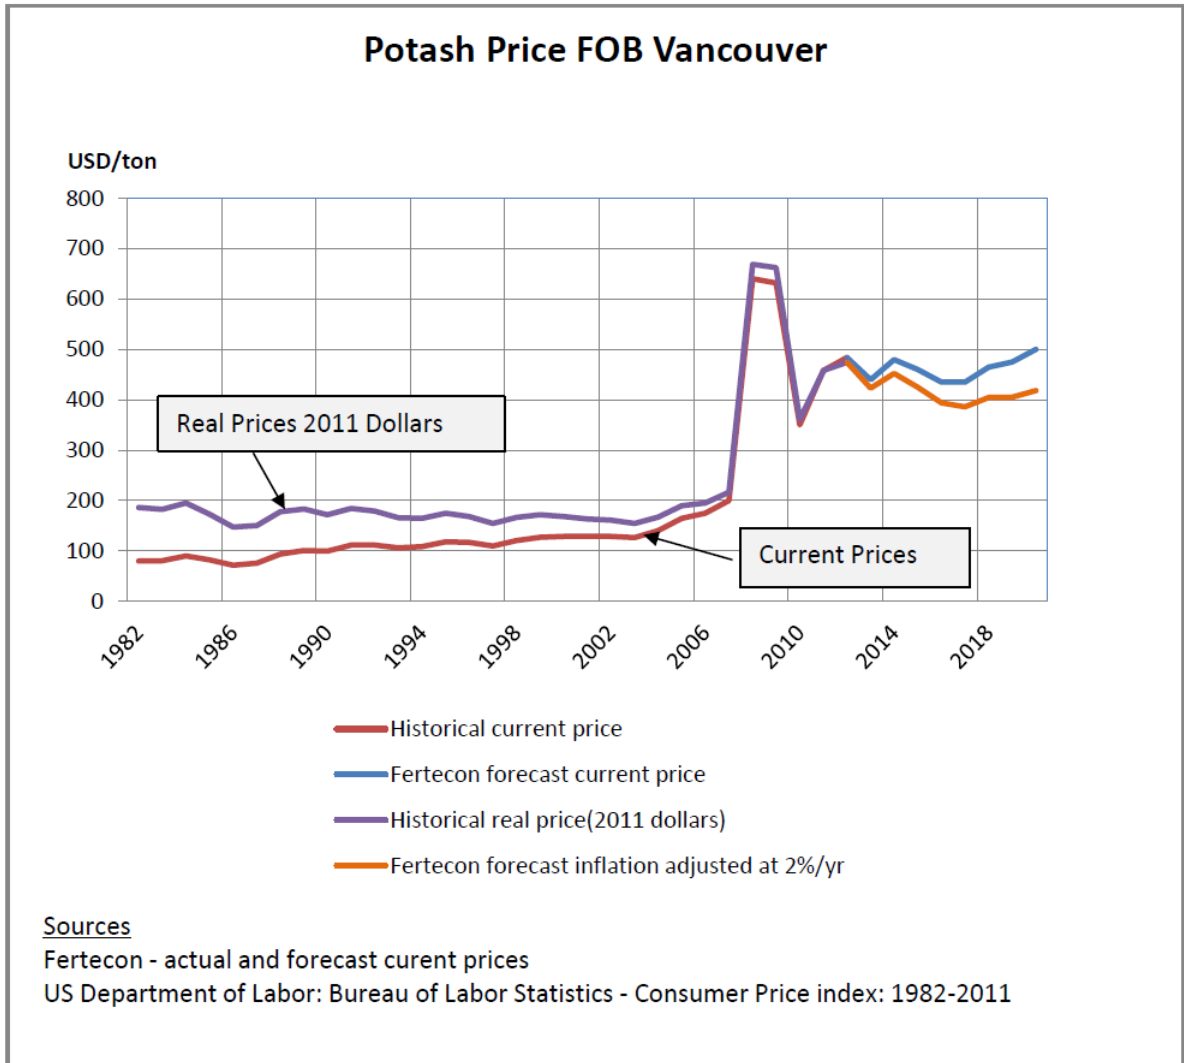 Potash Price FOB Vancouver
USD/ton
800
700
600
500
400
300
200
100
0
Real Prices 2011 Dollars
Current Prices
1982
1986
1990
1994
1998
2002
2006
2010
2014
2018
Historical current price
Fertecon forecast current price
Historical real price(2011 dollars)
Fertecon forecast inflation adjusted at 2%/yr
Sources
Fertecon - actual and forecast curent prices
US Department of Labor: Bureau of Labor Statistics - Consumer Price index: 1982-2011